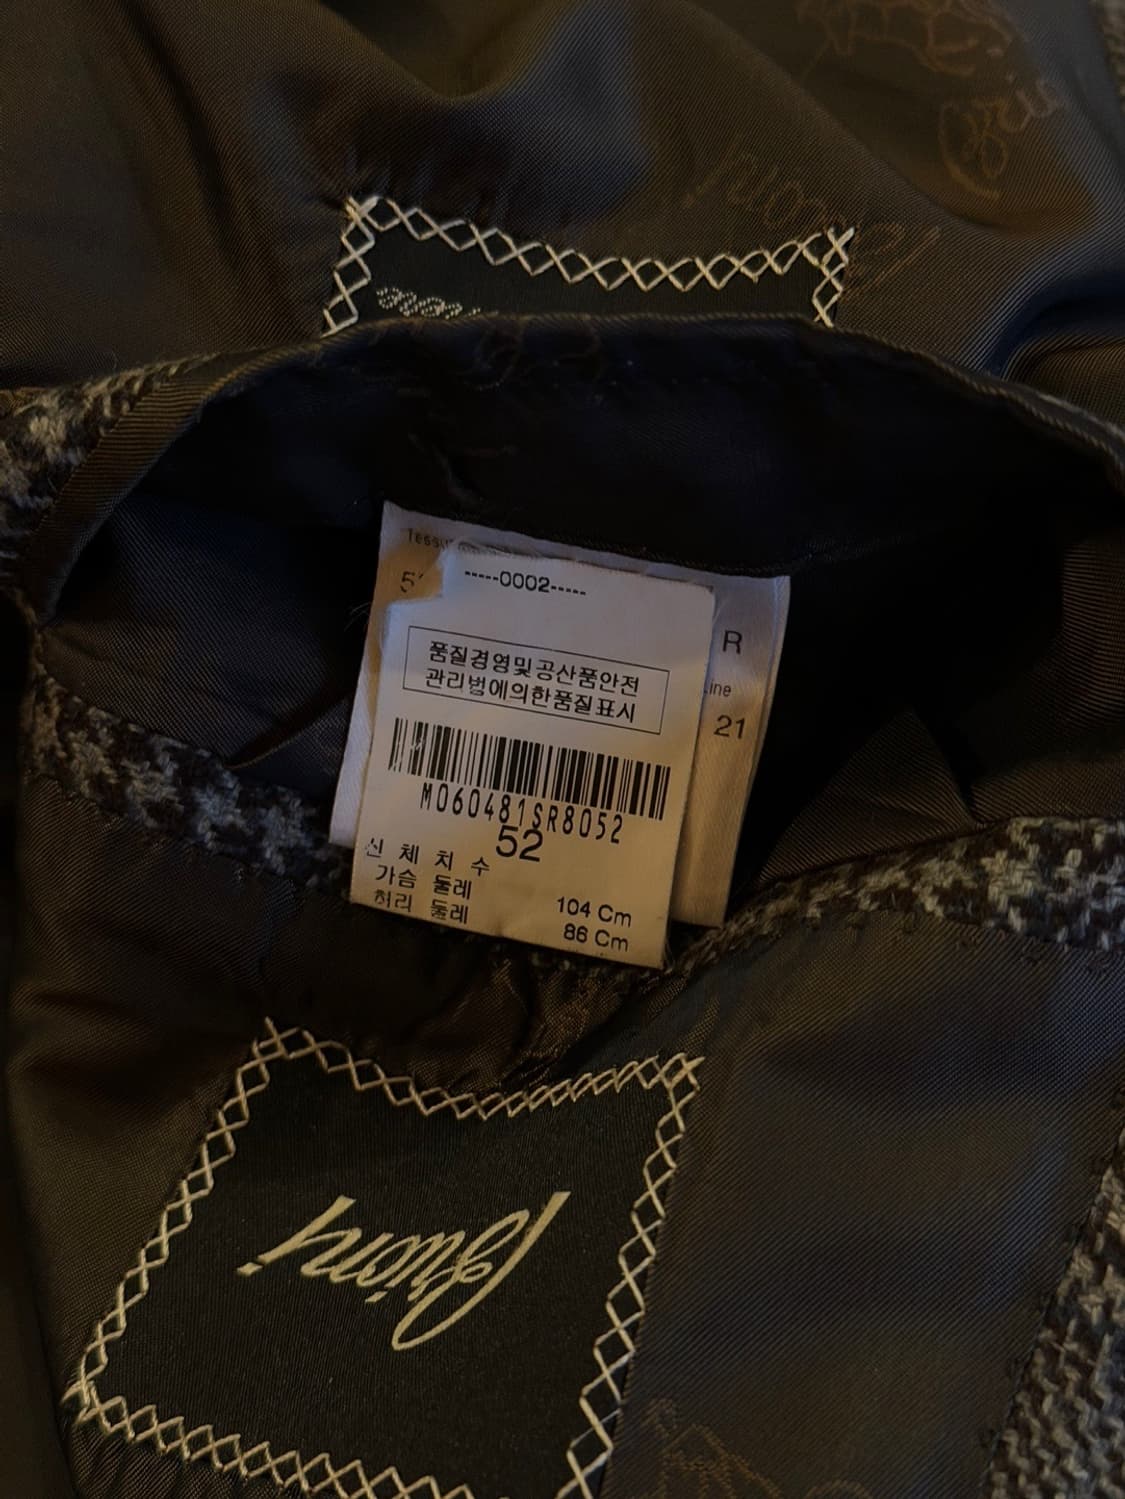 Brioni
-----0002-----
R
21
품질경영및공산품안전
관리법에의한품질표시
M060481SR8052
52
신 체 치 수
가슴 둘레 104 Cm
허리 둘레 86 Cm
Brioni